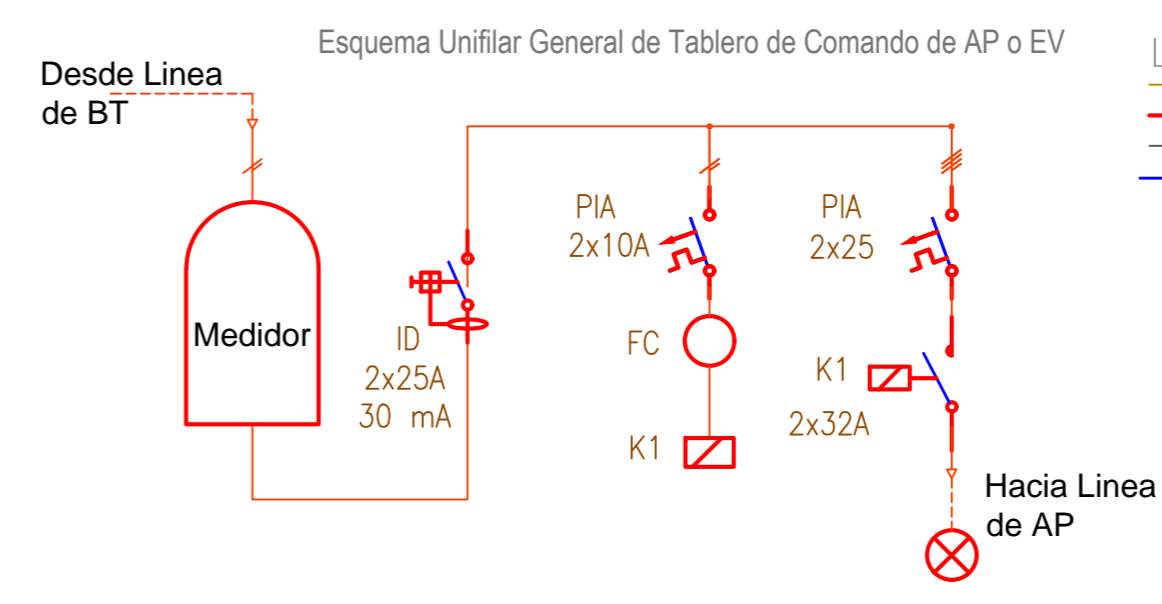 Esquema Unifilar General de Tablero de Comando de AP o EV
Desde Linea
de BT
Medidor
ID
2x25A
30 mA
PIA
2x10A
FC
K1
PIA
2x25
K1
2x32A
Hacia Linea
de AP